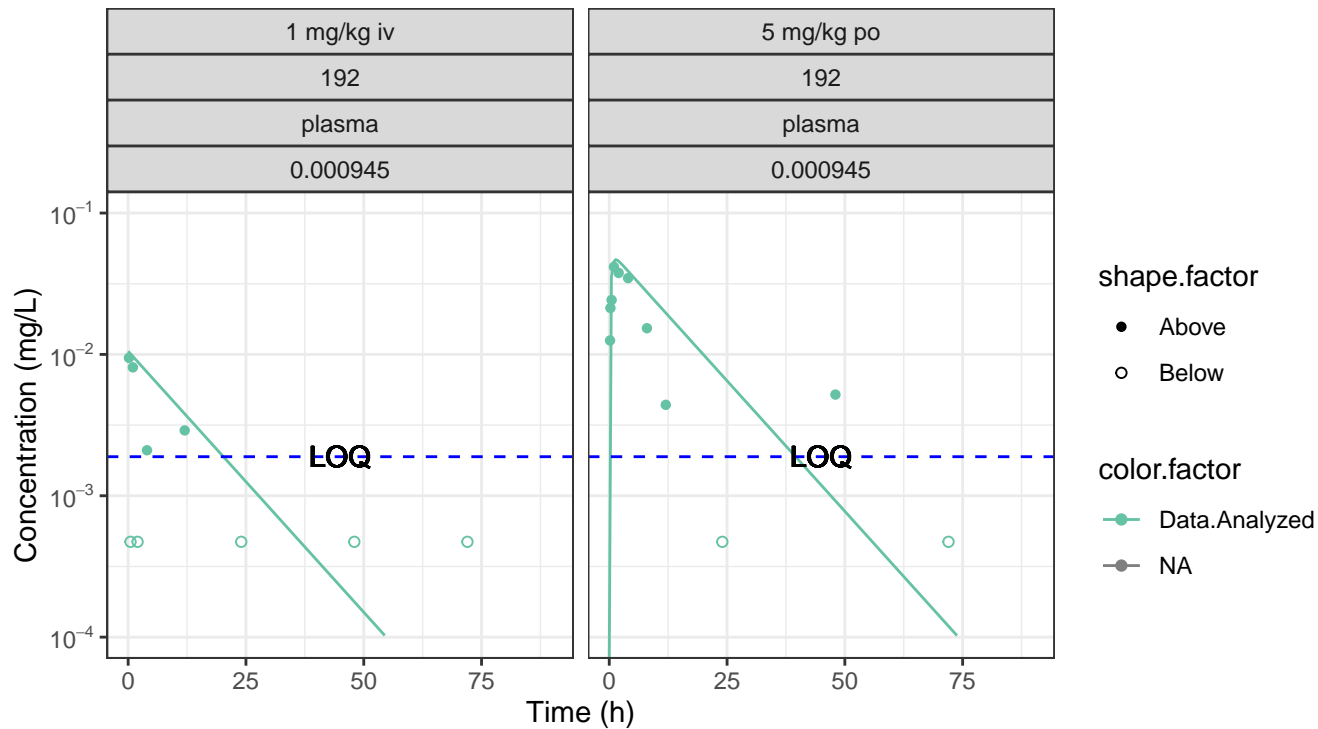 1 mg/kg iv
192
plasma
0.000945
5 mg/kg po
192
plasma
0.000945
Concentration (mg/L)
10⁻¹
10⁻²
10⁻³
10⁻⁴
LOQ
LOQ
0 25 50 75
0 25 50 75
Time (h)
shape.factor
Above
Below
color.factor
Data.Analyzed
NA